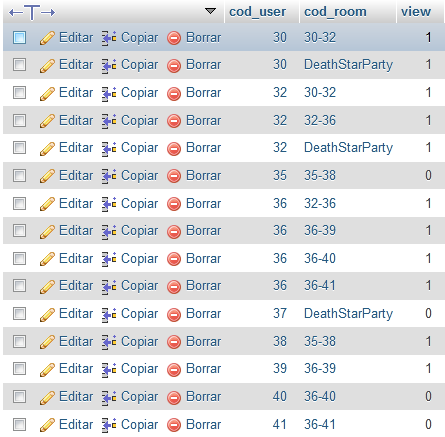 cod_user cod_room view
Editar Copiar Borrar 30 30-32 1
Editar Copiar Borrar 30 DeathStarParty 1
Editar Copiar Borrar 32 30-32 1
Editar Copiar Borrar 32 32-36 1
Editar Copiar Borrar 32 DeathStarParty 1
Editar Copiar Borrar 35 35-38 0
Editar Copiar Borrar 36 32-36 1
Editar Copiar Borrar 36 36-39 1
Editar Copiar Borrar 36 36-40 1
Editar Copiar Borrar 36 36-41 1
Editar Copiar Borrar 37 DeathStarParty 0
Editar Copiar Borrar 38 35-38 1
Editar Copiar Borrar 39 36-39 1
Editar Copiar Borrar 40 36-40 0
Editar Copiar Borrar 41 36-41 0